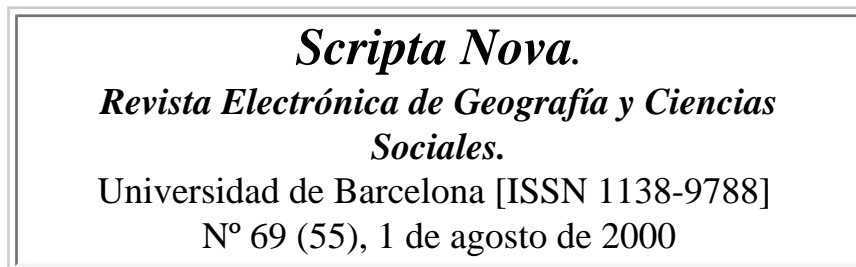 Scripta Nova.
Revista Electrónica de Geografía y Ciencias
Sociales.
Universidad de Barcelona [ISSN 1138-9788]
Nº 69 (55), 1 de agosto de 2000